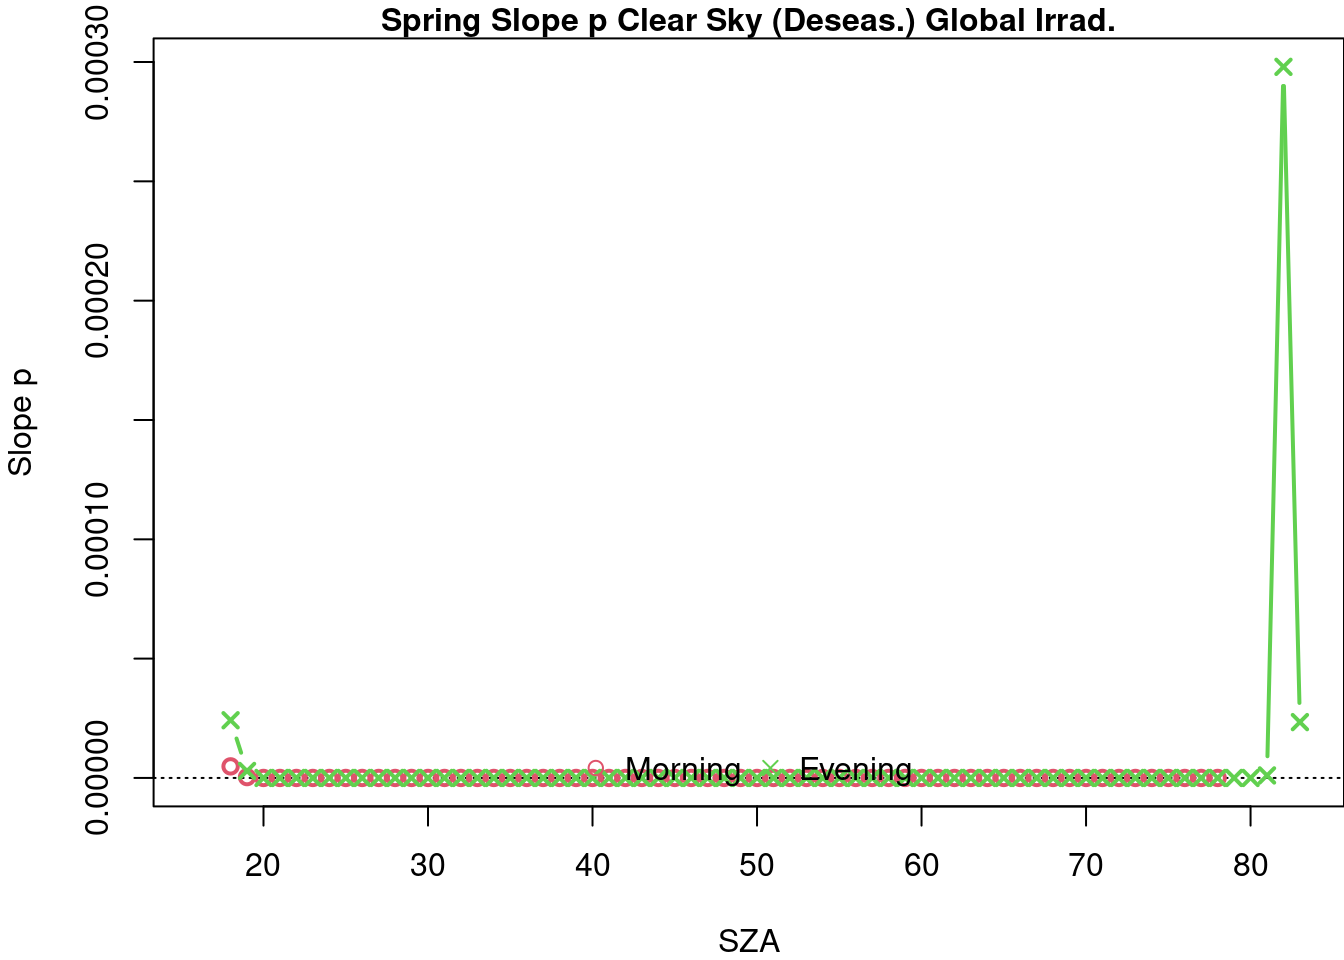 Spring Slope p Clear Sky (Deseas.) Global Irrad.
0.00030
0.00020
0.00010
0.00000
Slope p
Morning Evening
20 30 40 50 60 70 80
SZA